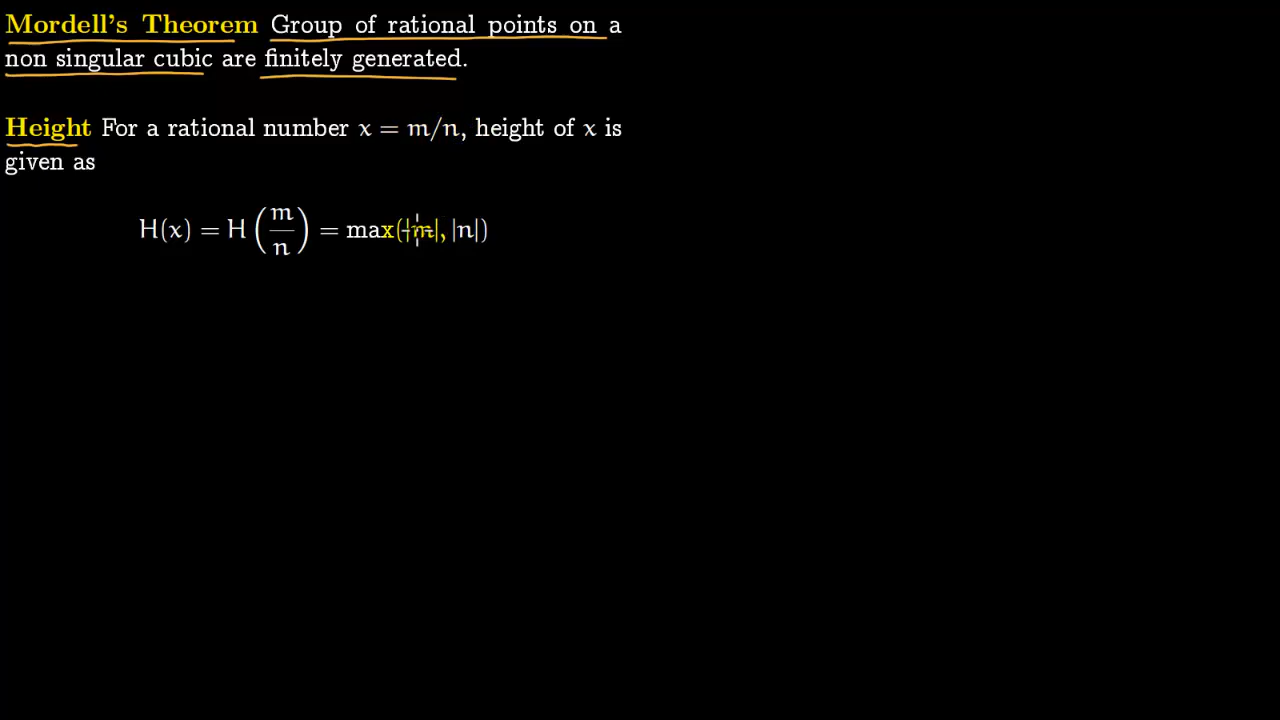 Mordell's Theorem Group of rational points on a
non singular cubic are finitely generated.
Height For a rational number x = m/n, height of x is
given as
H(x) = H(m/n) = max(|m|, |n|)